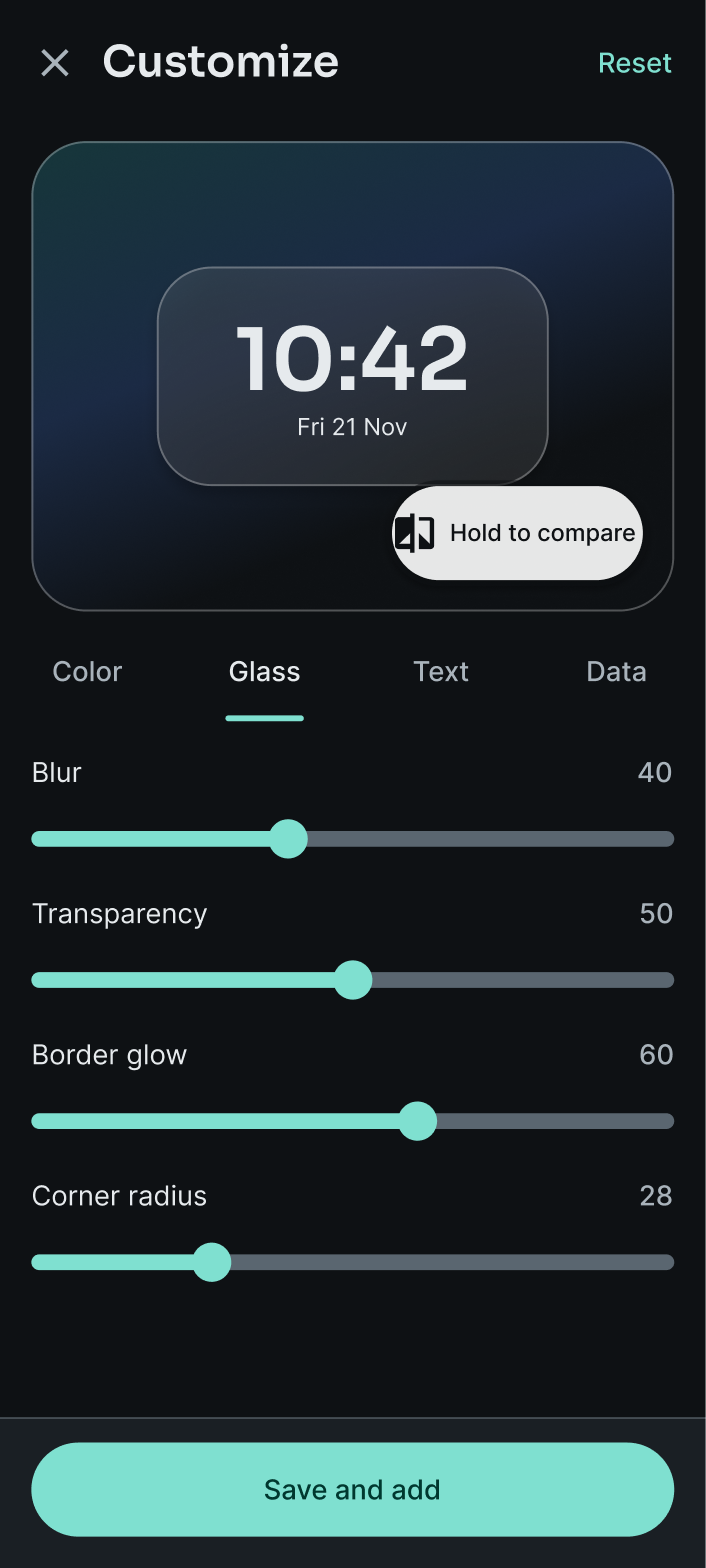 Customize
Reset
10:42
Fri 21 Nov
Hold to compare
Color
Glass
Text
Data
Blur
40
Transparency
50
Border glow
60
Corner radius
28
Save and add